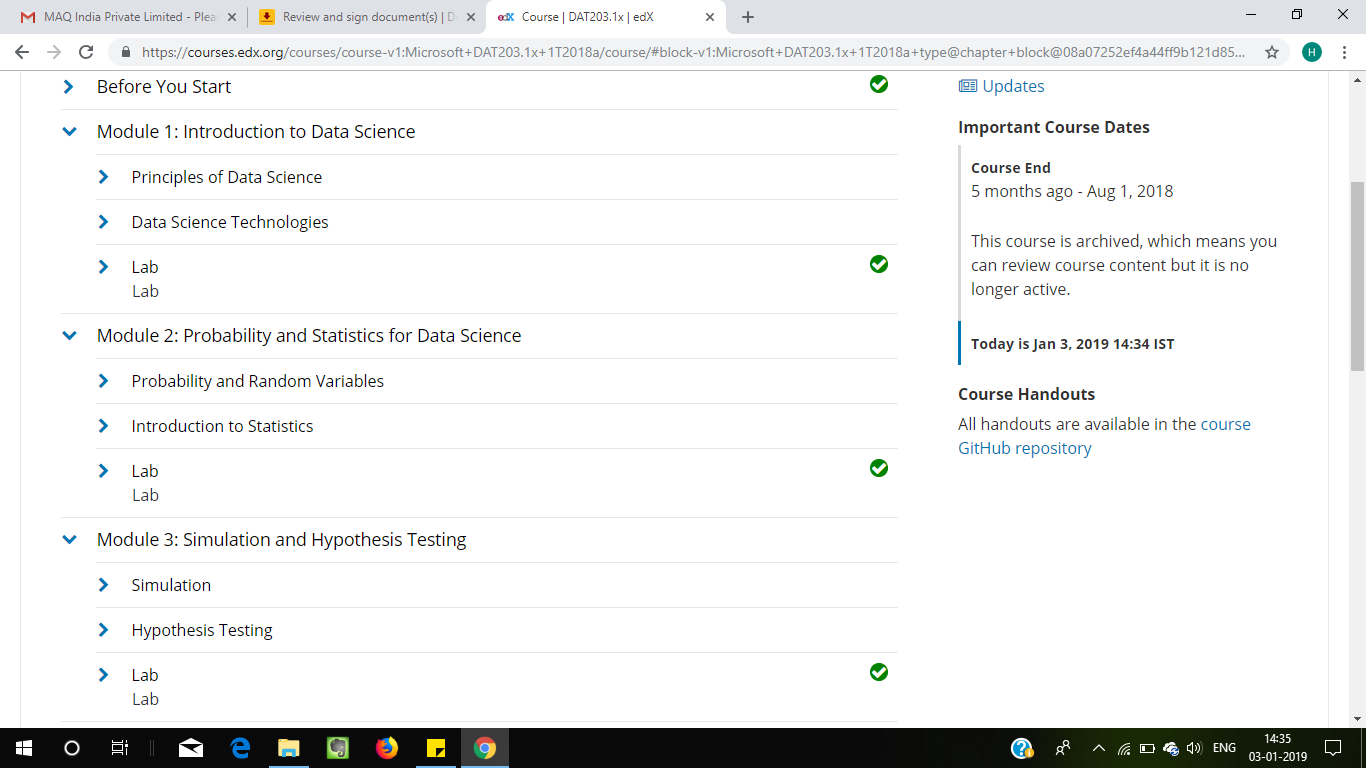 MAQ India Private Limited - Plea
Review and sign document(s) | D
edX Course | DAT203.1x | edX
https://courses.edx.org/courses/course-v1:Microsoft+DAT203.1x+1T2018a/course/#block-v1:Microsoft+DAT203.1x+1T2018a+type@chapter+block@08a07252ef4a44ff9b121d85...
H
Before You Start
Module 1: Introduction to Data Science
Principles of Data Science
Data Science Technologies
Lab
Lab
Module 2: Probability and Statistics for Data Science
Probability and Random Variables
Introduction to Statistics
Lab
Lab
Module 3: Simulation and Hypothesis Testing
Simulation
Hypothesis Testing
Lab
Lab
Updates
Important Course Dates
Course End
5 months ago - Aug 1, 2018
This course is archived, which means you
can review course content but it is no
longer active.
Today is Jan 3, 2019 14:34 IST
Course Handouts
All handouts are available in the course
GitHub repository
ENG
14:35
03-01-2019